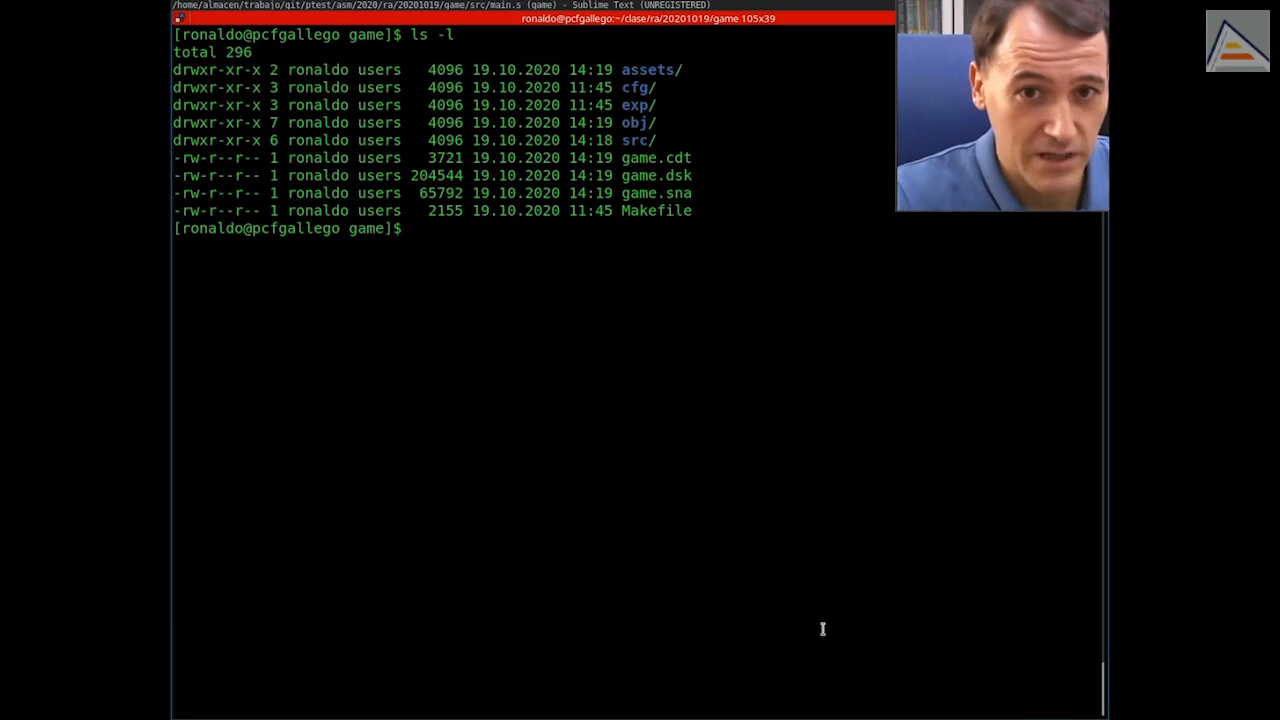 /home/almacen/trabajo/git/ptest/asm/2020/ra/20201019/game/src/main.s (game) - Sublime Text (UNREGISTERED)
ronaldo@pcfgallego:~/clase/ra/20201019/game 105x39
[ronaldo@pcfgallego game]$ ls -l
total 296
drwxr-xr-x 2 ronaldo users   4096 19.10.2020 14:19 assets/
drwxr-xr-x 3 ronaldo users   4096 19.10.2020 11:45 cfg/
drwxr-xr-x 3 ronaldo users   4096 19.10.2020 11:45 exp/
drwxr-xr-x 7 ronaldo users   4096 19.10.2020 14:19 obj/
drwxr-xr-x 6 ronaldo users   4096 19.10.2020 14:18 src/
-rw-r--r-- 1 ronaldo users   3721 19.10.2020 14:19 game.cdt
-rw-r--r-- 1 ronaldo users 204544 19.10.2020 14:19 game.dsk
-rw-r--r-- 1 ronaldo users  65792 19.10.2020 14:19 game.sna
-rw-r--r-- 1 ronaldo users   2155 19.10.2020 11:45 Makefile
[ronaldo@pcfgallego game]$